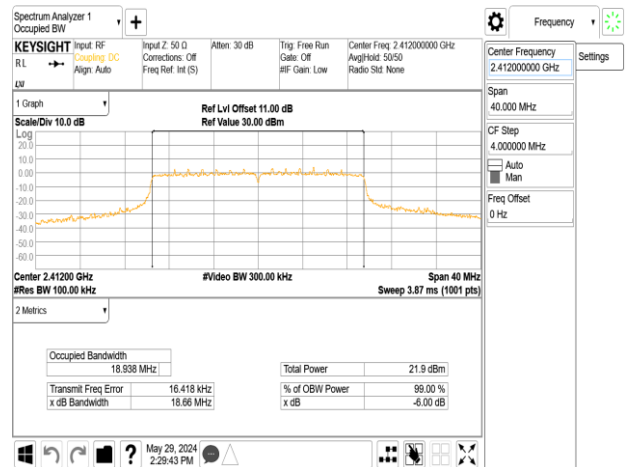 Spectrum Analyzer 1
Occupied BW
Frequency
KEYSIGHT
RL
Input: RF
Coupling: DC
Align: Auto
Input Z: 50 Ω
Corrections: Off
Freq Ref: Int (S)
Atten: 30 dB
Trig: Free Run
Gate: Off
#IF Gain: Low
Center Freq: 2.412000000 GHz
Avg|Hold: 50/50
Radio Std: None
Center Frequency
2.412000000 GHz
Settings
Span
40.000 MHz
CF Step
4.000000 MHz
Auto
Man
Freq Offset
0 Hz
1 Graph
Scale/Div 10.0 dB
Ref Lvl Offset 11.00 dB
Ref Value 30.00 dBm
Log
20.0
10.0
0.00
-10.0
-20.0
-30.0
-40.0
-50.0
-60.0
Center 2.41200 GHz
#Video BW 300.00 kHz
Span 40 MHz
#Res BW 100.00 kHz
Sweep 3.87 ms (1001 pts)
2 Metrics
Occupied Bandwidth
18.938 MHz
Total Power 21.9 dBm
Transmit Freq Error 16.418 kHz
% of OBW Power 99.00 %
x dB Bandwidth 18.66 MHz
x dB -6.00 dB
?
May 29, 2024
2:29:43 PM